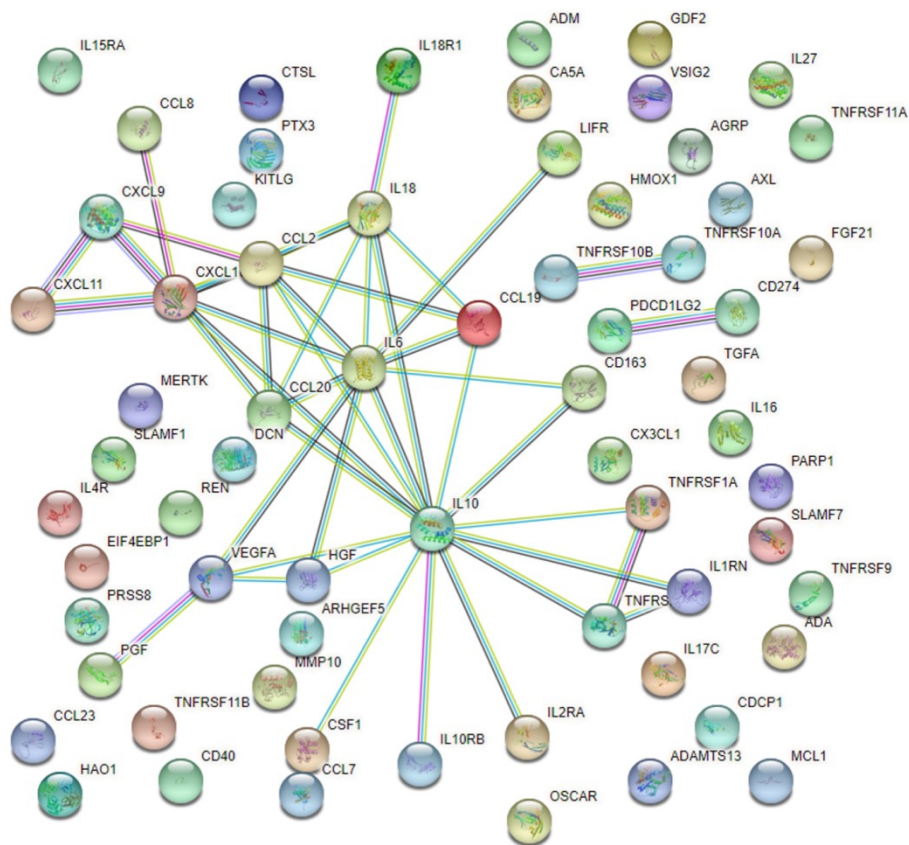 ADM
GDF2
IL15RA
IL18R1
IL27
CTSL
CA5A
VSIG2
CCL8
TNFRSF11A
PTX3
LIFR
AGRP
KITLG
HMOX1
AXL
CXCL9
IL18
CCL2
TNFRSF10B
TNFRSF10A
FGF21
CXCL11
CXCL1
CCL19
CD274
PDCD1LG2
IL6
CD163
TGFA
MERTK
CCL20
IL16
SLAMF1
DCN
CX3CL1
IL4R
REN
PARP1
TNFRSF1A
IL10
SLAMF7
EIF4EBP1
VEGFA
HGF
IL1RN
TNFRSF9
PRSS8
ARHGEF5
TNFRS
ADA
PGF
MMP10
IL17C
TNFRSF11B
CDCP1
CCL23
CSF1
IL10RB
IL2RA
HAO1
CD40
CCL7
ADAMTS13
MCL1
OSCAR